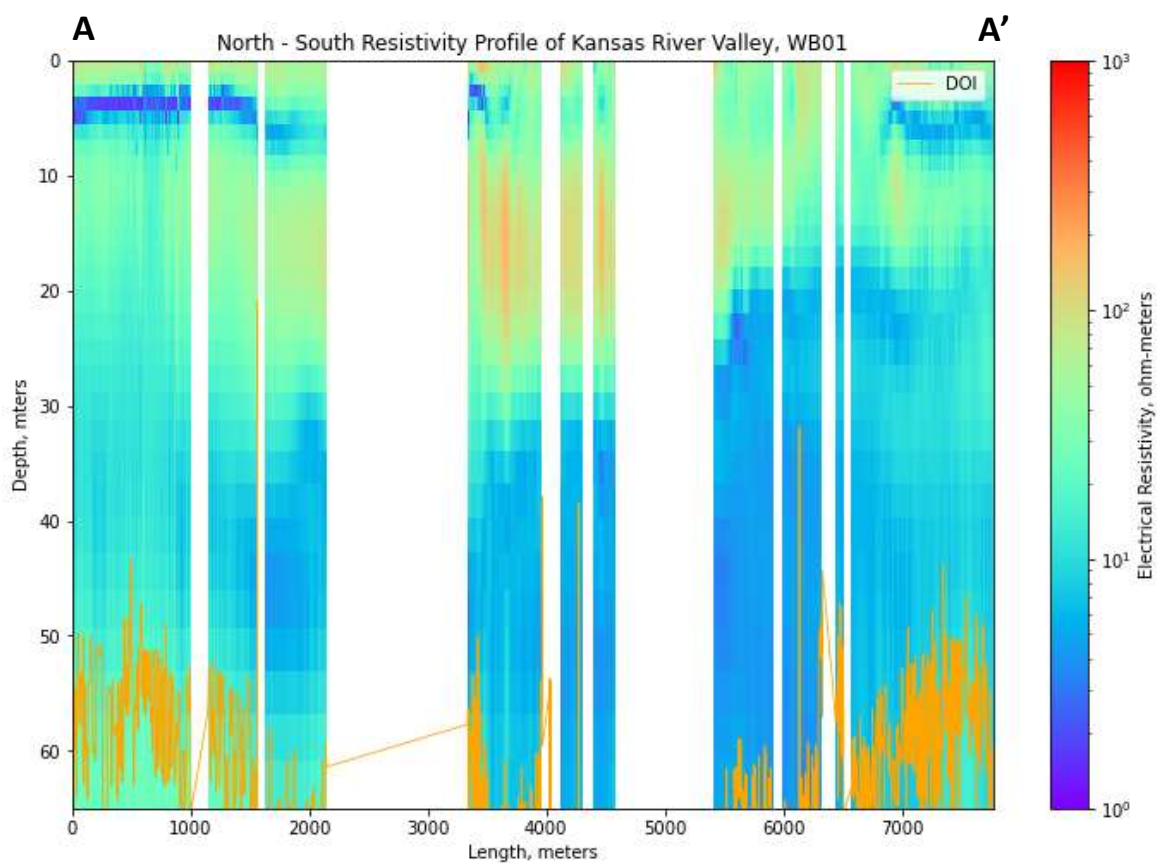 A
A’
North - South Resistivity Profile of Kansas River Valley, WB01
DOI
0
10
20
30
40
50
60
Depth, mters
0
1000
2000
3000
4000
5000
6000
7000
Length, meters
10³
10²
10¹
10⁰
Electrical Resistivity, ohm-meters